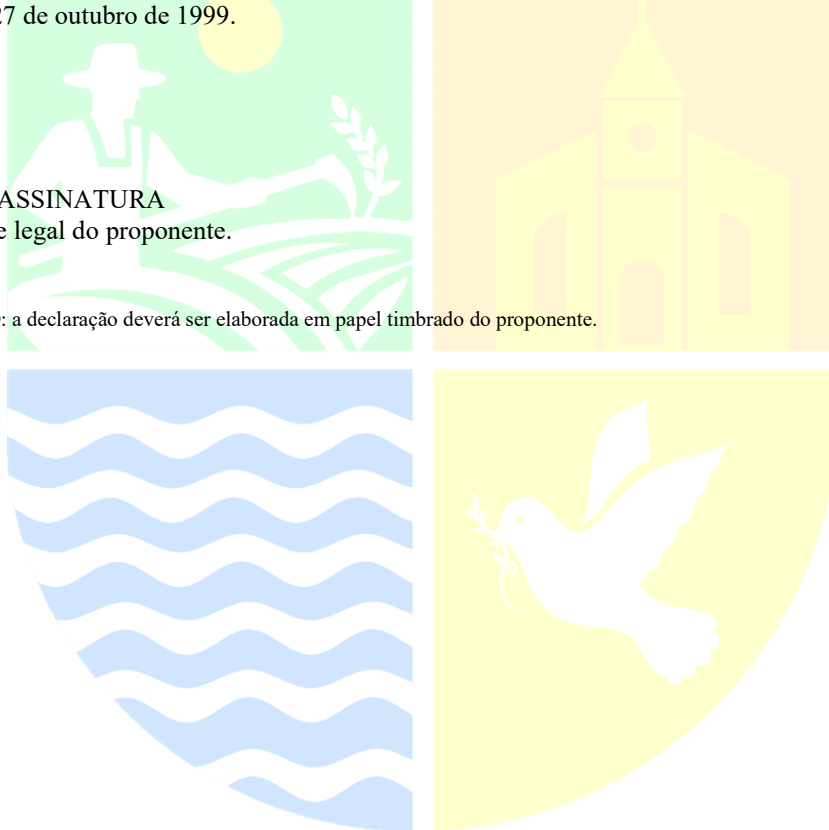 27 de outubro de 1999.
ASSINATURA
legal do proponente.
: a declaração deverá ser elaborada em papel timbrado do proponente.